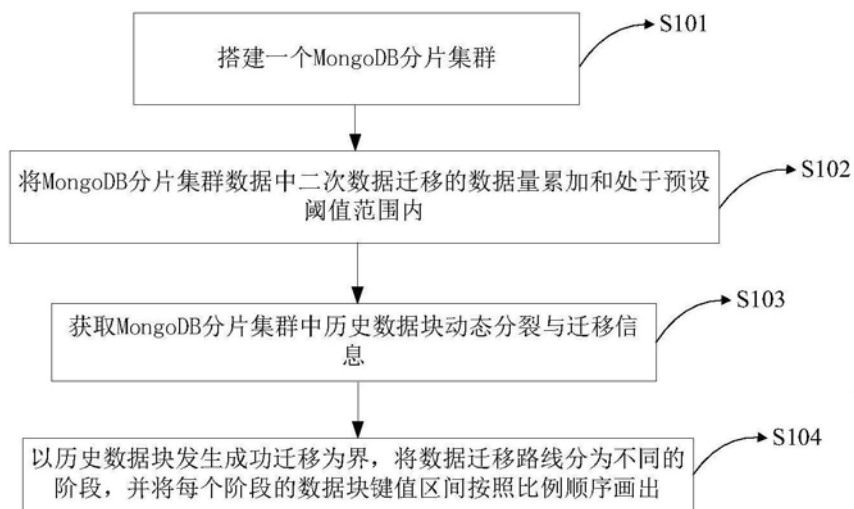 搭建一个MongoDB分片集群
S101
将MongoDB分片集群数据中二次数据迁移的数据量累加和处于预设
阈值范围内
S102
获取MongoDB分片集群中历史数据块动态分裂与迁移信
息
S103
以历史数据块发生成功迁移为界，将数据迁移路线分为不同的
阶段，并将每个阶段的数据块键值区间按照比例顺序画出
S104